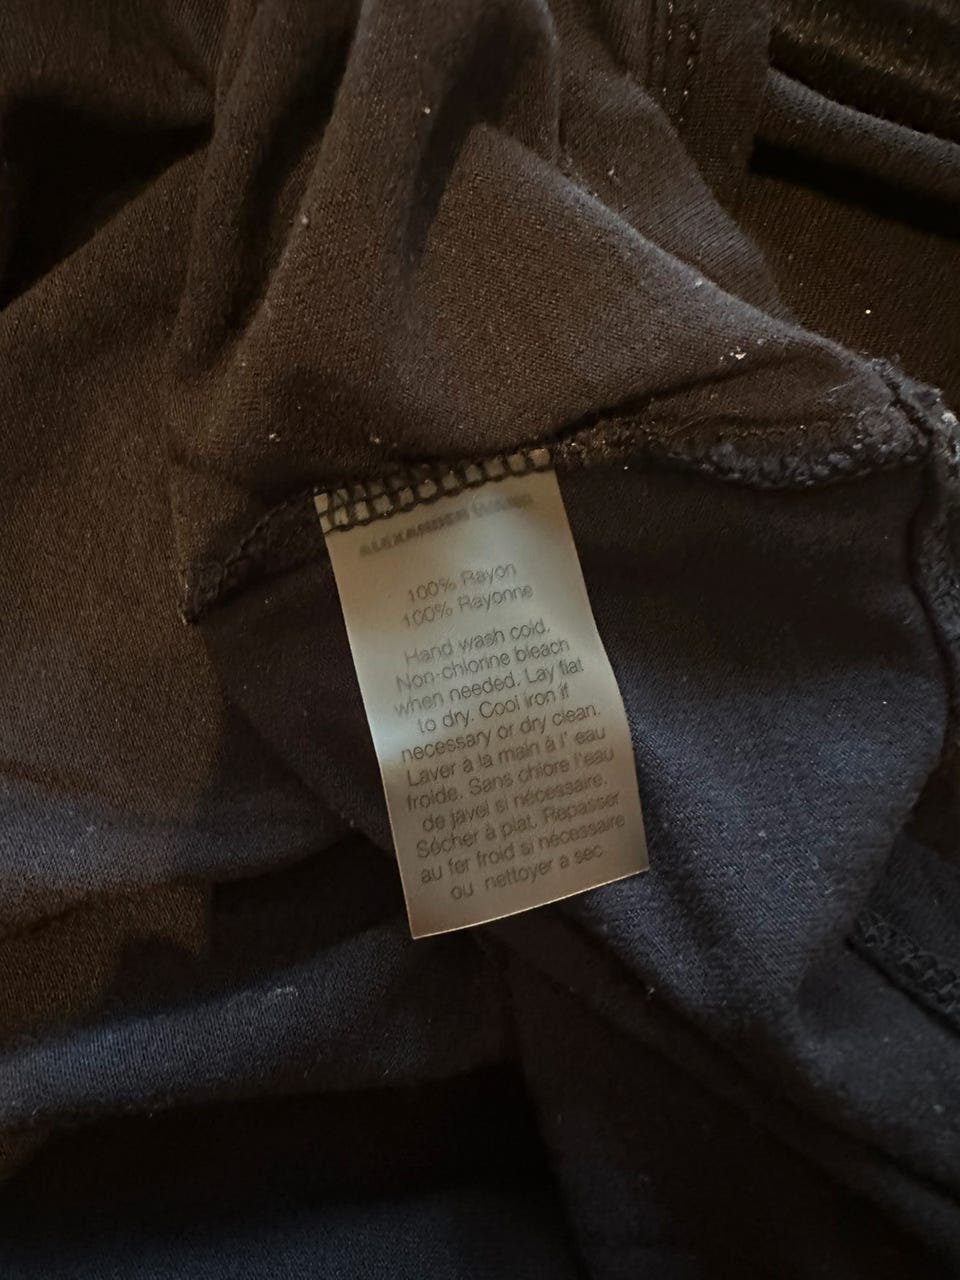 ALEXANDER WANG
100% Rayon
100% Rayonne
Hand wash cold.
Non-chlorine bleach
when needed. Lay flat
to dry. Cool iron if
necessary or dry clean.
Laver à la main à l' eau
froide. Sans chlore l'eau
de javel si nécessaire.
Sécher à plat. Repasser
au fer froid si nécessaire
ou nettoyer a sec